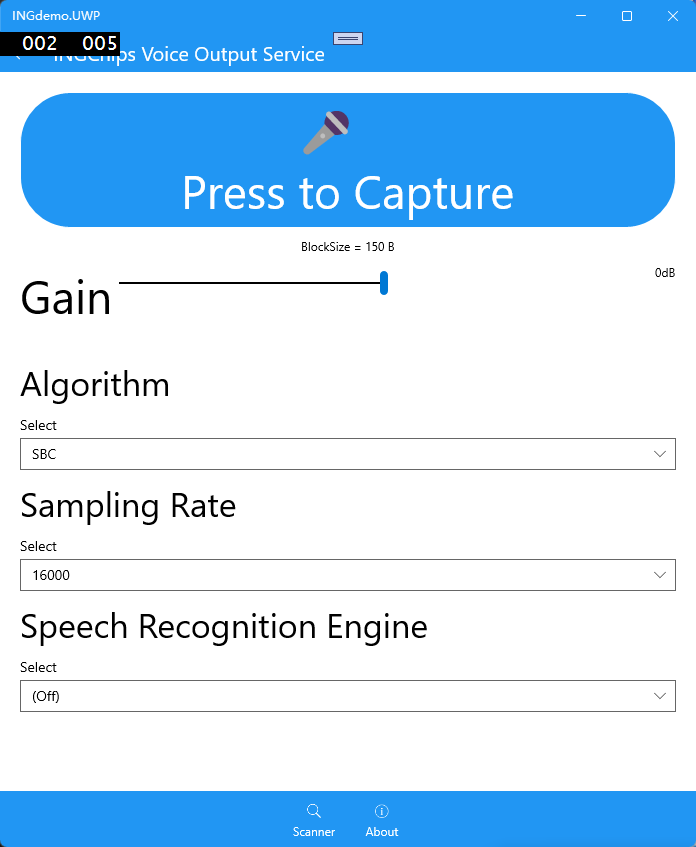 INGdemo.UWP
002 005
INGChips Voice Output Service
Press to Capture
BlockSize = 150 B
Gain
0dB
Algorithm
Select
SBC
Sampling Rate
Select
16000
Speech Recognition Engine
Select
(Off)
Scanner
About